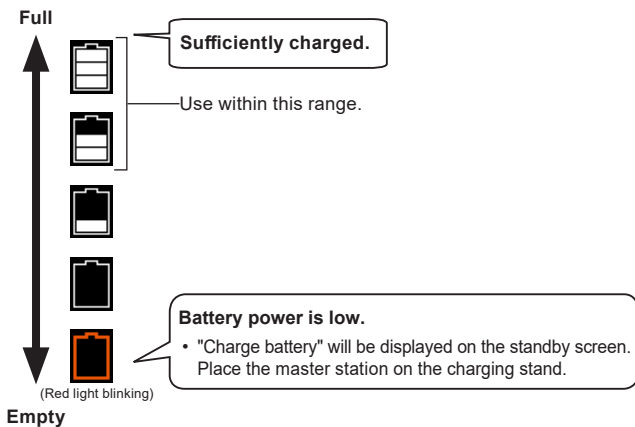 Full
Sufficiently charged.
Use within this range.
Battery power is low.
• "Charge battery" will be displayed on the standby screen.
Place the master station on the charging stand.
(Red light blinking)
Empty